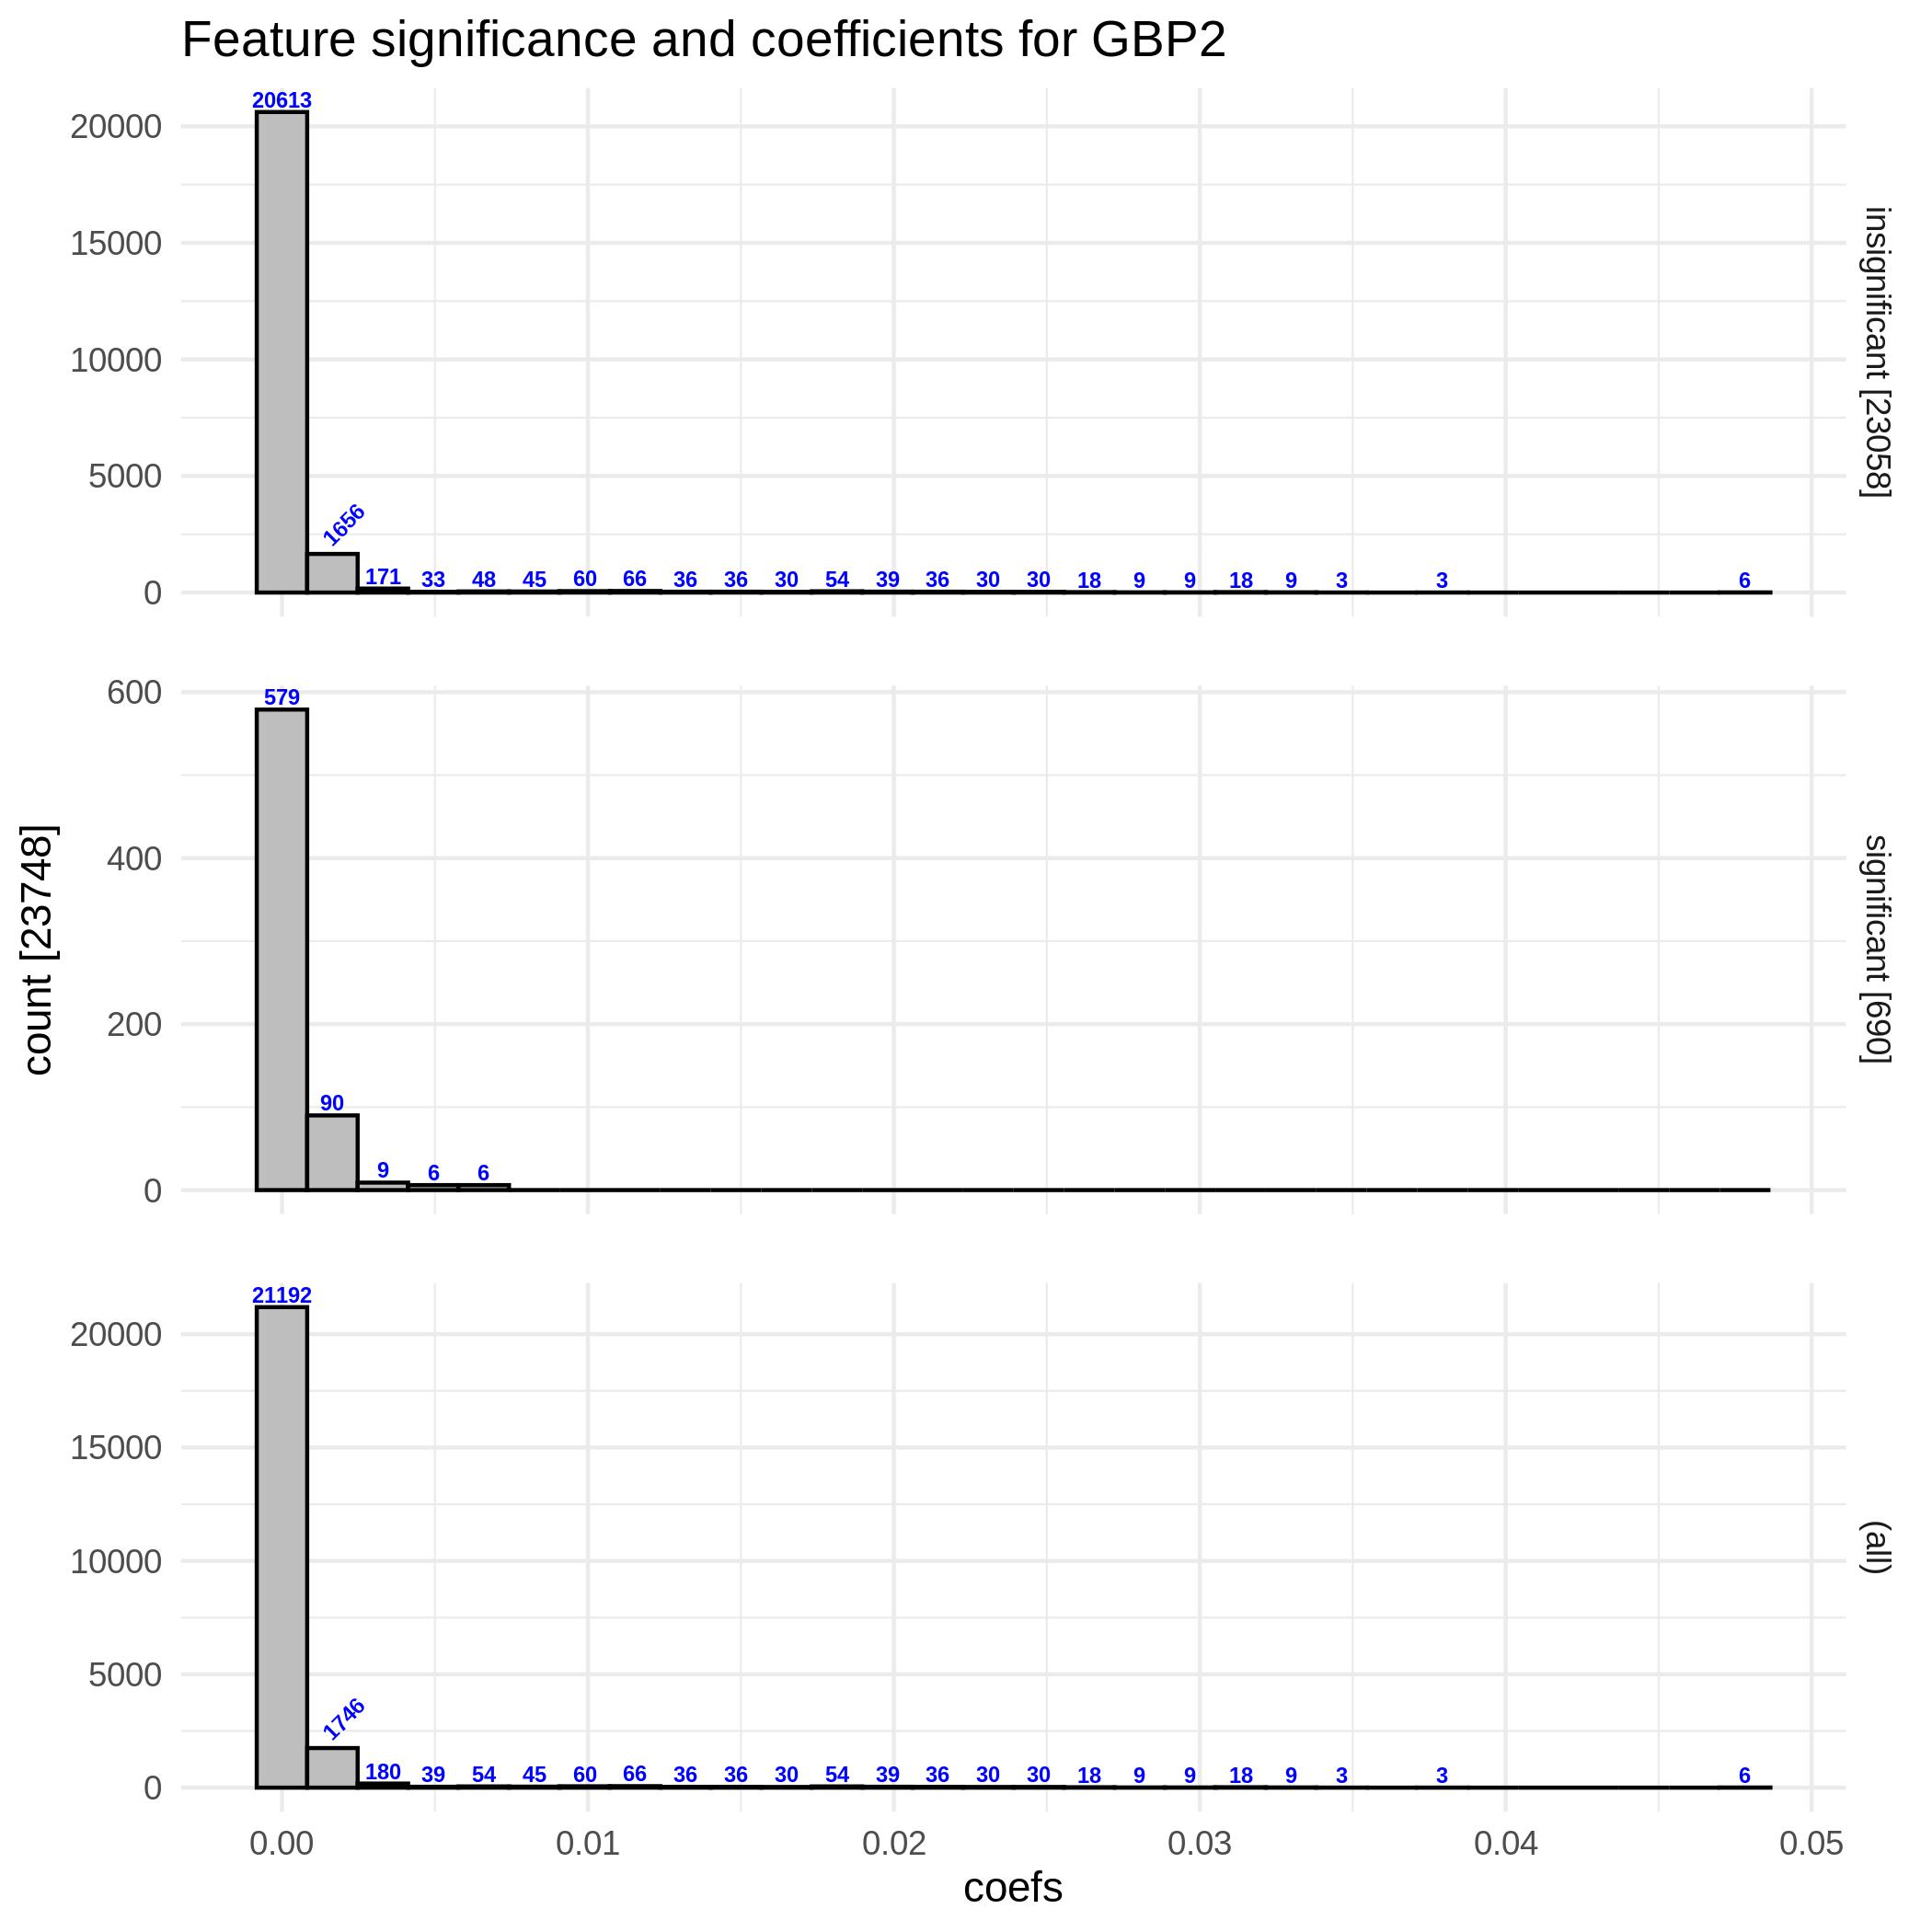 Feature significance and coefficients for GBP2
20613
20000
15000
10000
5000
0
1656
171 33 48 45 60 66 36 36 30 54 39 36 30 30 18 9 9 18 9 3 3 6
insignificant [23058]
count [23748]
600
400
200
0
579
90
9 6 6
significant [690]
21192
20000
15000
10000
5000
0
1746
180 39 54 45 60 66 36 36 30 54 39 36 30 30 18 9 9 18 9 3 3 6
(all)
0.00 0.01 0.02 0.03 0.04 0.05
coefs